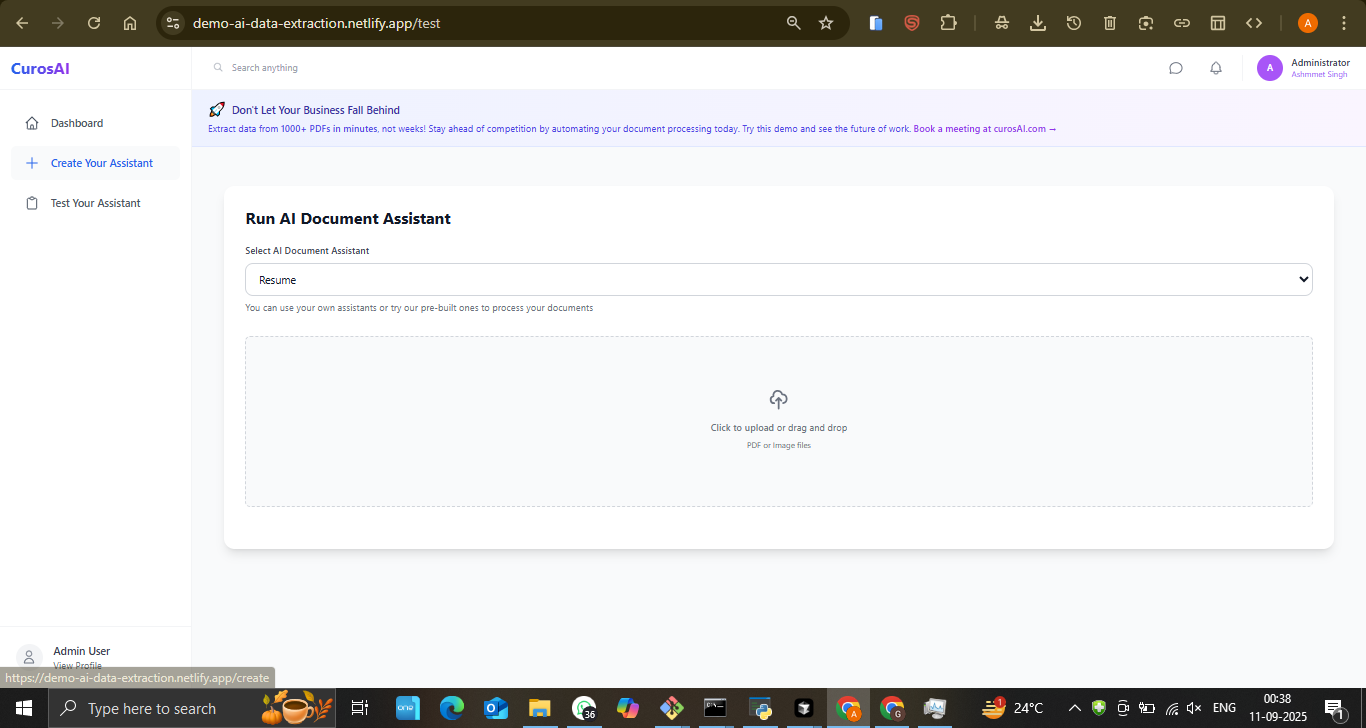 demo-ai-data-extraction.netlify.app/test
A
CurosAI
Search anything
A
Administrator
Ashmmet Singh
Dashboard
Create Your Assistant
Test Your Assistant
Don't Let Your Business Fall Behind
Extract data from 1000+ PDFs in minutes, not weeks! Stay ahead of competition by automating your document processing today. Try this demo and see the future of work. Book a meeting at curosAI.com →
Run AI Document Assistant
Select AI Document Assistant
Resume
You can use your own assistants or try our pre-built ones to process your documents
Click to upload or drag and drop
PDF or Image files
Admin User
View Profile
https://demo-ai-data-extraction.netlify.app/create
Type here to search
one
36
A
G
1
24°C
ENG
00:38
11-09-2025
1